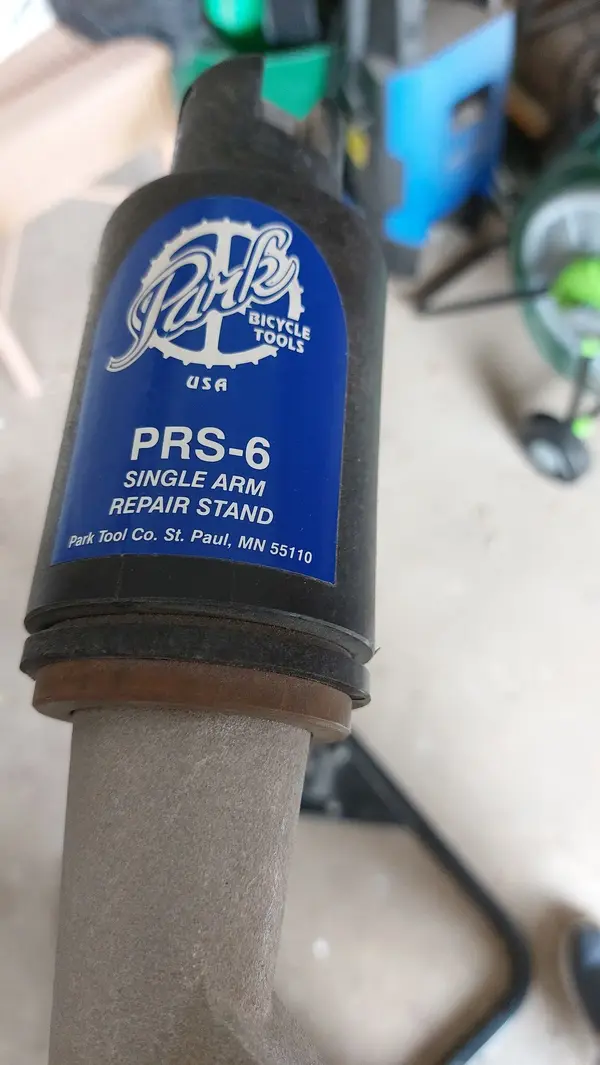 Park
BICYCLE
TOOLS
USA
PRS-6
SINGLE ARM
REPAIR STAND
Park Tool Co. St. Paul, MN 55110